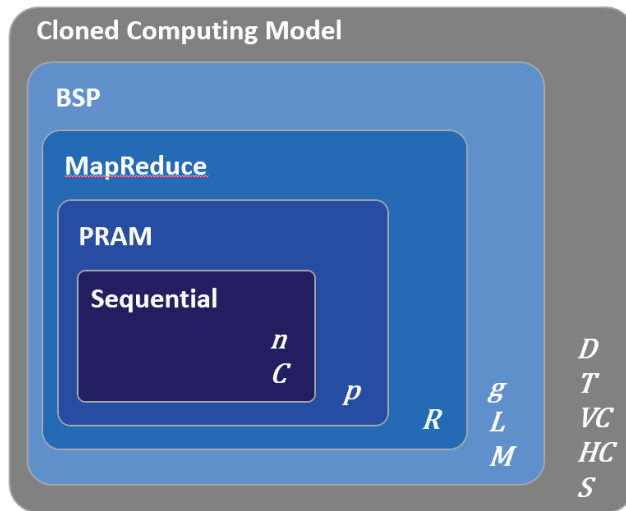 Cloned Computing Model
BSP
MapReduce
PRAM
Sequential
n
C
p
R
g
L
M
D
T
VC
HC
S